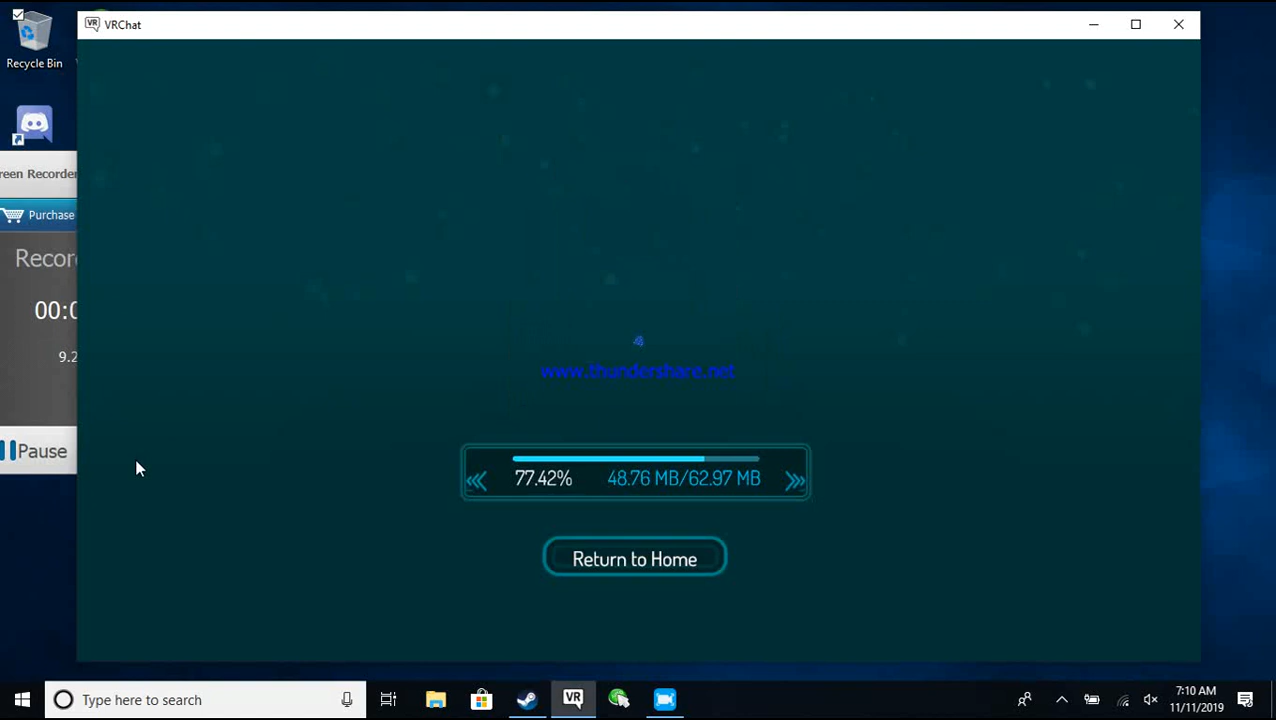 VRChat
Recycle Bin
reen Recorder
Purchase
Recor
00:0
9.2
Pause
www.thundershare.net
77.42% 48.76 MB/62.97 MB
Return to Home
Type here to search
VR
7:10 AM
11/11/2019